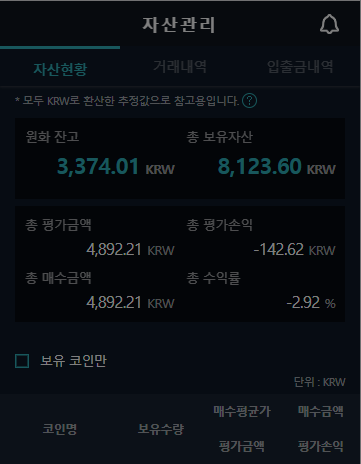 자산관리
자산현황 거래내역 입출금내역
* 모두 KRW로 환산한 추정값으로 참고용입니다. ?
원화 잔고 총 보유자산
3,374.01 KRW 8,123.60 KRW
총 평가금액 총 평가손익
4,892.21 KRW -142.62 KRW
총 매수금액 총 수익률
4,892.21 KRW -2.92 %
보유 코인만
단위 : KRW
매수평균가 매수금액
코인명 보유수량
평가금액 평가손익